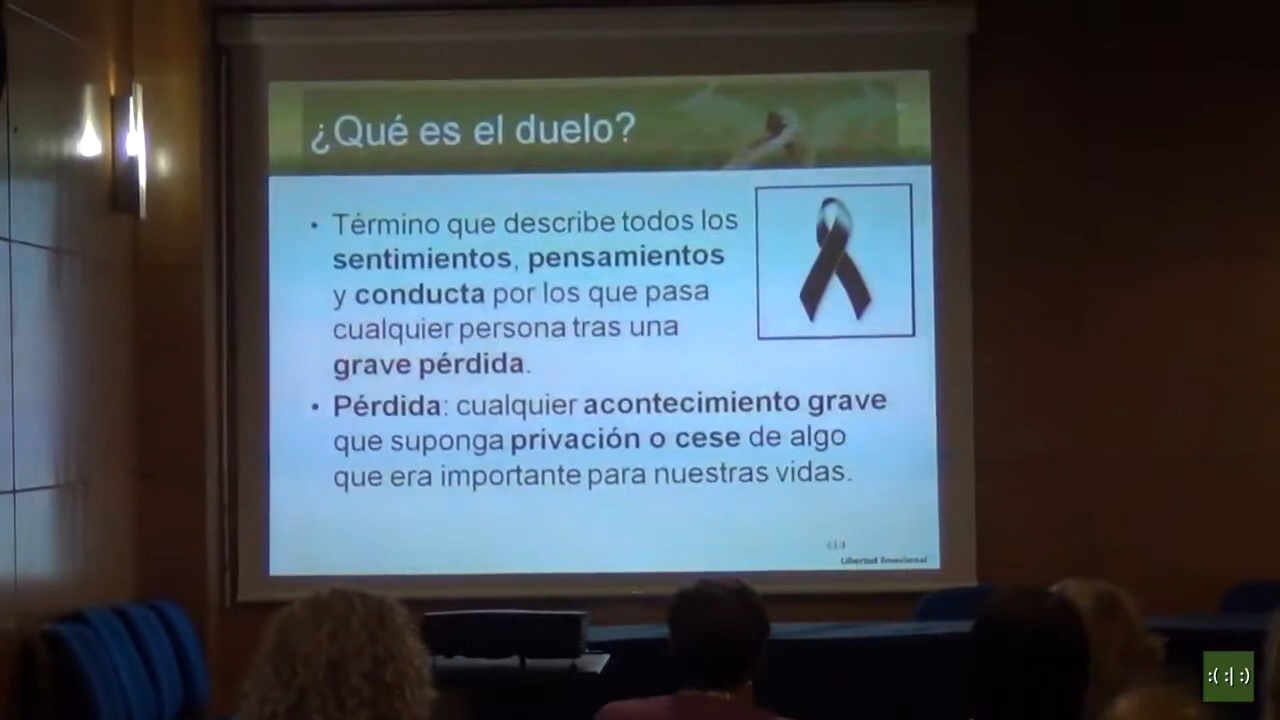 ¿Qué es el duelo?
• Término que describe todos los
sentimientos, pensamientos
y conducta por los que pasa
cualquier persona tras una
grave pérdida.
• Pérdida: cualquier acontecimiento grave
que suponga privación o cese de algo
que era importante para nuestras vidas.
Libertad Emocional
:( :| :)